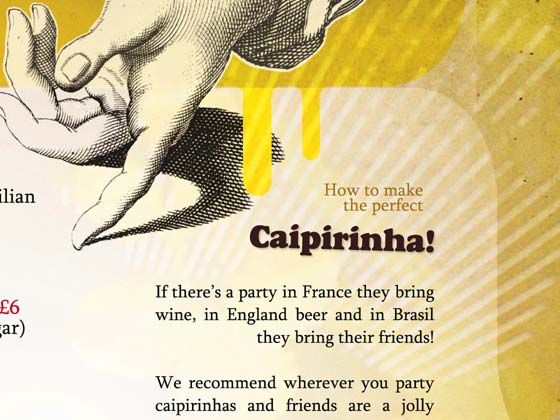 ilian
£6
gar)
How to make
the perfect
Caipirinha!
If there's a party in France they bring
wine, in England beer and in Brasil
they bring their friends!
We recommend wherever you party
caipirinhas and friends are a jolly